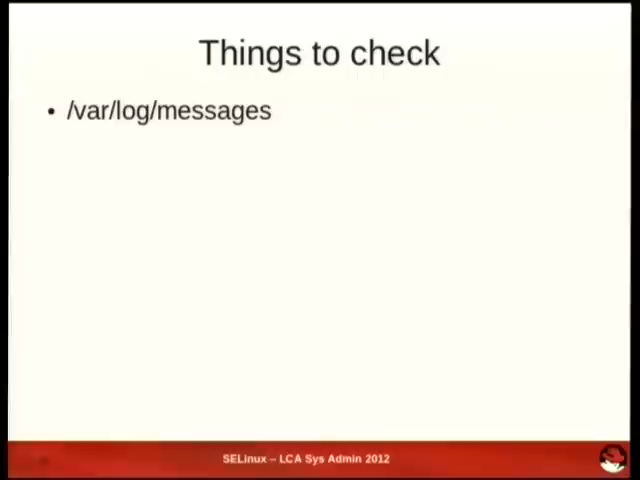 Things to check
• /var/log/messages
SELinux – LCA Sys Admin 2012